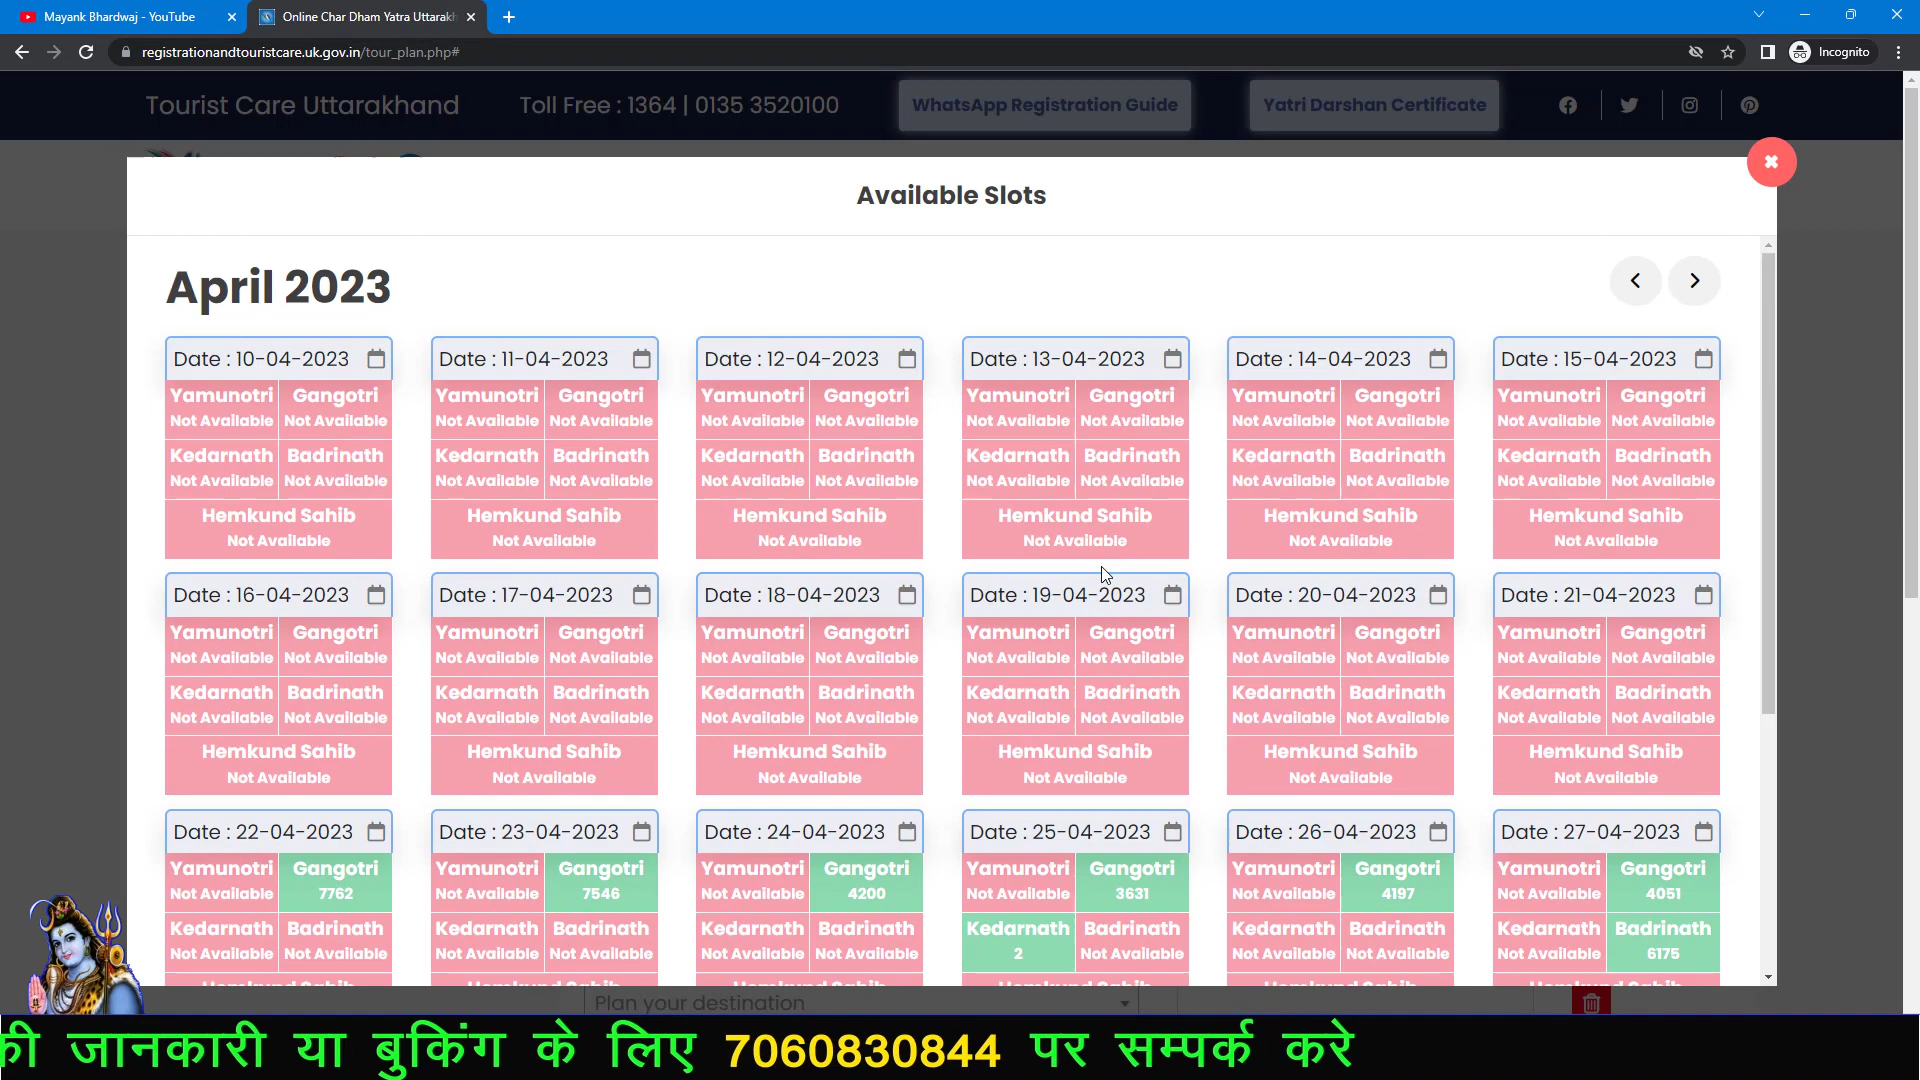 Mayank Bhardwaj - YouTube
Online Char Dham Yatra Uttarakh
registrationandtouristcare.uk.gov.in/tour_plan.php#
Incognito
Tourist Care Uttarakhand
Toll Free : 1364 | 0135 3520100
WhatsApp Registration Guide
Yatri Darshan Certificate
Available Slots
April 2023
Date : 10-04-2023 Date : 11-04-2023 Date : 12-04-2023 Date : 13-04-2023 Date : 14-04-2023 Date : 15-04-2023
Yamunotri Gangotri Yamunotri Gangotri Yamunotri Gangotri Yamunotri Gangotri Yamunotri Gangotri Yamunotri Gangotri
Not Available Not Available Not Available Not Available Not Available Not Available Not Available Not Available Not Available Not Available Not Available Not Available
Kedarnath Badrinath Kedarnath Badrinath Kedarnath Badrinath Kedarnath Badrinath Kedarnath Badrinath Kedarnath Badrinath
Not Available Not Available Not Available Not Available Not Available Not Available Not Available Not Available Not Available Not Available Not Available Not Available
Hemkund Sahib Hemkund Sahib Hemkund Sahib Hemkund Sahib Hemkund Sahib Hemkund Sahib
Not Available Not Available Not Available Not Available Not Available Not Available
Date : 16-04-2023 Date : 17-04-2023 Date : 18-04-2023 Date : 19-04-2023 Date : 20-04-2023 Date : 21-04-2023
Yamunotri Gangotri Yamunotri Gangotri Yamunotri Gangotri Yamunotri Gangotri Yamunotri Gangotri Yamunotri Gangotri
Not Available Not Available Not Available Not Available Not Available Not Available Not Available Not Available Not Available Not Available Not Available Not Available
Kedarnath Badrinath Kedarnath Badrinath Kedarnath Badrinath Kedarnath Badrinath Kedarnath Badrinath Kedarnath Badrinath
Not Available Not Available Not Available Not Available Not Available Not Available Not Available Not Available Not Available Not Available Not Available Not Available
Hemkund Sahib Hemkund Sahib Hemkund Sahib Hemkund Sahib Hemkund Sahib Hemkund Sahib
Not Available Not Available Not Available Not Available Not Available Not Available
Date : 22-04-2023 Date : 23-04-2023 Date : 24-04-2023 Date : 25-04-2023 Date : 26-04-2023 Date : 27-04-2023
Yamunotri Gangotri Yamunotri Gangotri Yamunotri Gangotri Yamunotri Gangotri Yamunotri Gangotri Yamunotri Gangotri
Not Available 7762 Not Available 7546 Not Available 4200 Not Available 3631 Not Available 4197 Not Available 4051
Kedarnath Badrinath Kedarnath Badrinath Kedarnath Badrinath Kedarnath Badrinath Kedarnath Badrinath Kedarnath Badrinath
Not Available Not Available Not Available Not Available Not Available Not Available 2 Not Available Not Available Not Available Not Available 6175
Plan your destination
की जानकारी या बुकिंग के लिए 7060830844 पर सम्पर्क करे